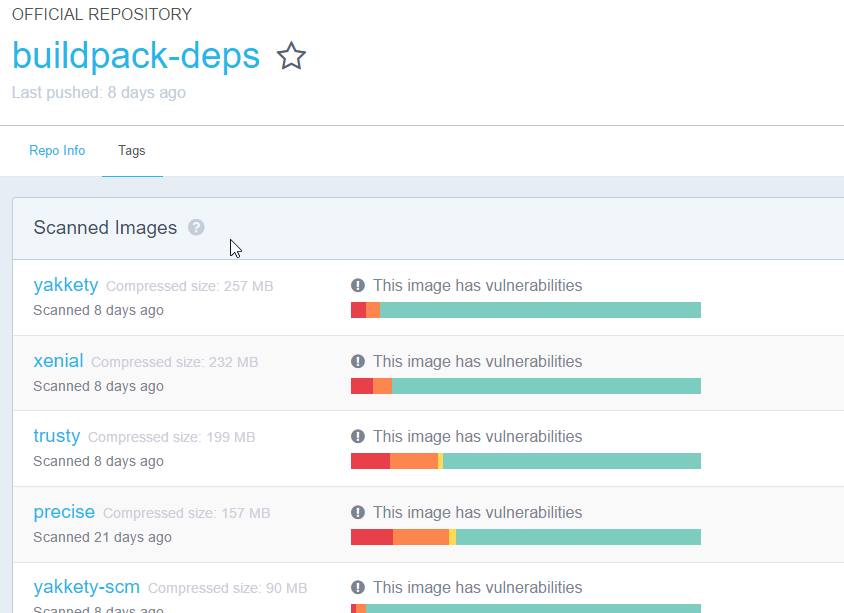 OFFICIAL REPOSITORY
buildpack-deps
Last pushed: 8 days ago
Repo Info Tags
Scanned Images ?
yakkety Compressed size: 257 MB
This image has vulnerabilities
Scanned 8 days ago
xenial Compressed size: 232 MB
This image has vulnerabilities
Scanned 8 days ago
trusty Compressed size: 199 MB
This image has vulnerabilities
Scanned 8 days ago
precise Compressed size: 157 MB
This image has vulnerabilities
Scanned 21 days ago
yakkety-scm Compressed size: 90 MB
This image has vulnerabilities
Scanned 8 days ago